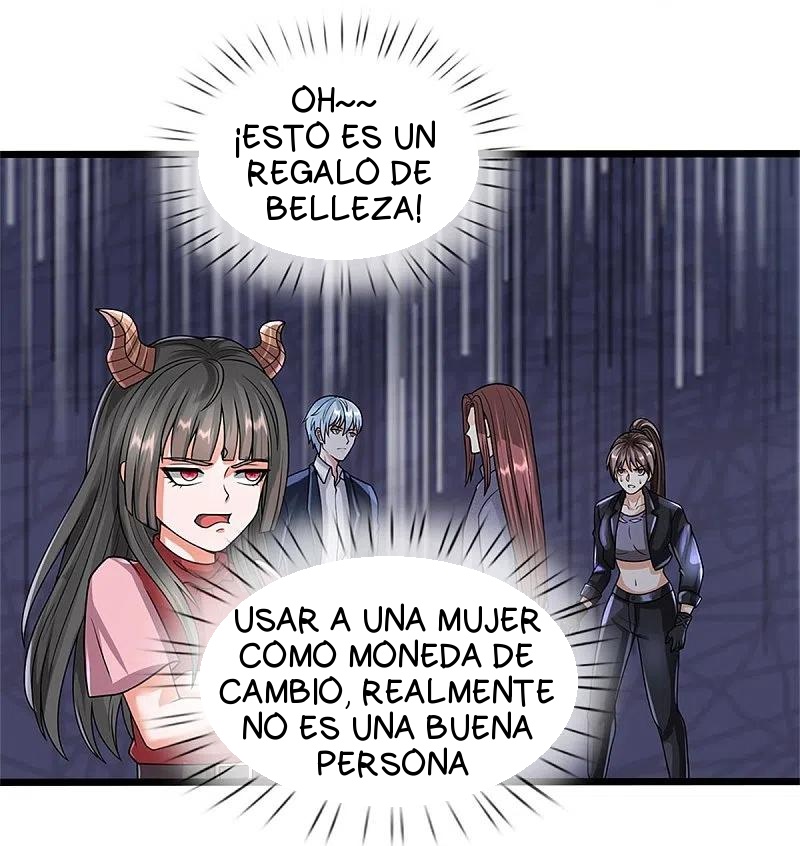 OH~~
¡ESTO ES UN
REGALO DE
BELLEZA!
USAR A UNA MUJER
COMO MONEDA DE
CAMBIO, REALMENTE
NO ES UNA BUENA
PERSONA